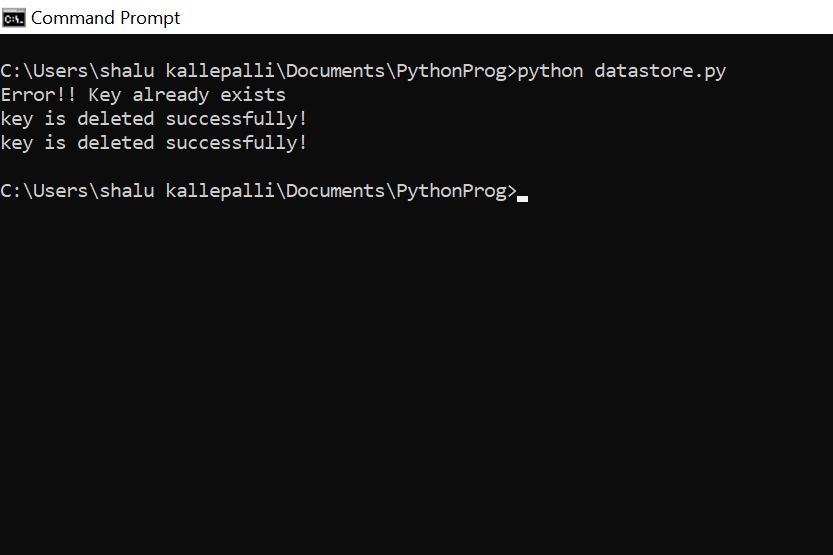 Command Prompt
C:\Users\shalu kallepalli\Documents\PythonProg>python datastore.py
Error!! Key already exists
key is deleted successfully!
key is deleted successfully!
C:\Users\shalu kallepalli\Documents\PythonProg>